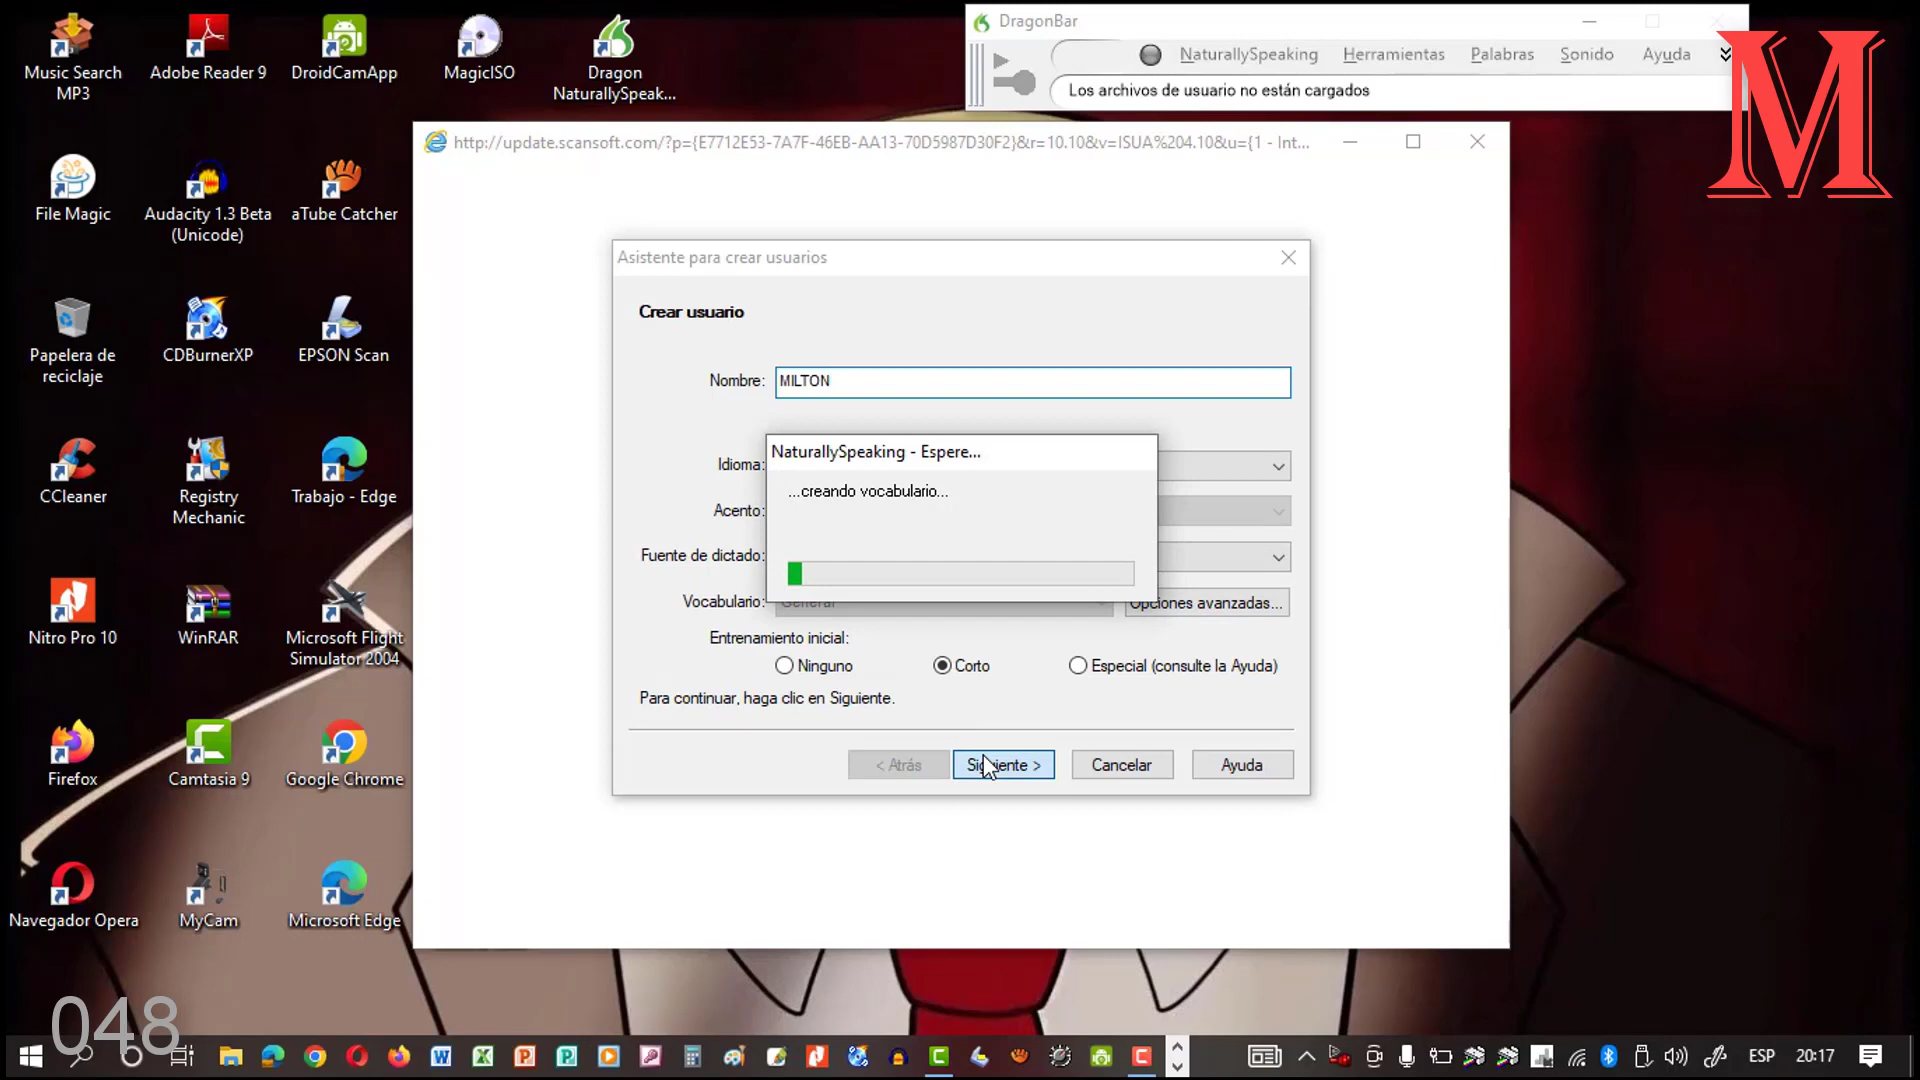 Music Search
MP3
Adobe Reader 9
DroidCamApp
MagicISO
Dragon
NaturallySpeak...
DragonBar
NaturallySpeaking
Herramientas
Palabras
Sonido
Ayuda
Los archivos de usuario no están cargados
M
http://update.scansoft.com/?p={E7712E53-7A7F-46EB-AA13-70D5987D30F2}&r=10.10&v=ISUA%204.10&u={1 - Int...
File Magic
Audacity 1.3 Beta
(Unicode)
aTube Catcher
Papelera de
reciclaje
CDBurnerXP
EPSON Scan
CCleaner
Registry
Mechanic
Trabajo - Edge
Nitro Pro 10
WinRAR
Microsoft Flight
Simulator 2004
Firefox
Camtasia 9
Google Chrome
Navegador Opera
MyCam
Microsoft Edge
Asistente para crear usuarios
Crear usuario
Nombre: MILTON
Idioma:
Acento:
Fuente de dictado:
Vocabulario: General
Opciones avanzadas...
NaturallySpeaking - Espere...
...creando vocabulario...
Entrenamiento inicial:
Ninguno
Corto
Especial (consulte la Ayuda)
Para continuar, haga clic en Siguiente.
< Atrás
Siguiente >
Cancelar
Ayuda
048
ESP
20:17